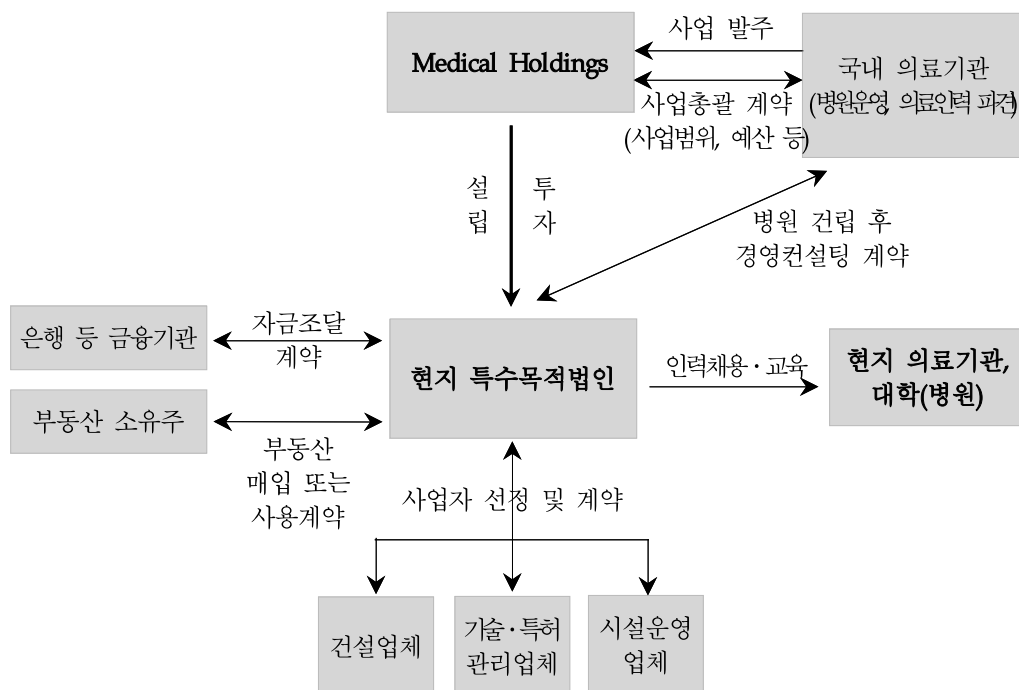 사업 발주
Medical Holdings
국내 의료기관
(병원운영, 의료인력 파견)
사업총괄 계약
(사업범위, 예산 등)
설립
투자
병원 건립 후
경영컨설팅 계약
은행 등 금융기관
자금조달
계약
현지 특수목적법인
인력채용·교육
현지 의료기관,
대학(병원)
부동산 소유주
부동산
매입 또는
사용계약
사업자 선정 및 계약
건설업체
기술·특허
관리업체
시설운영
업체